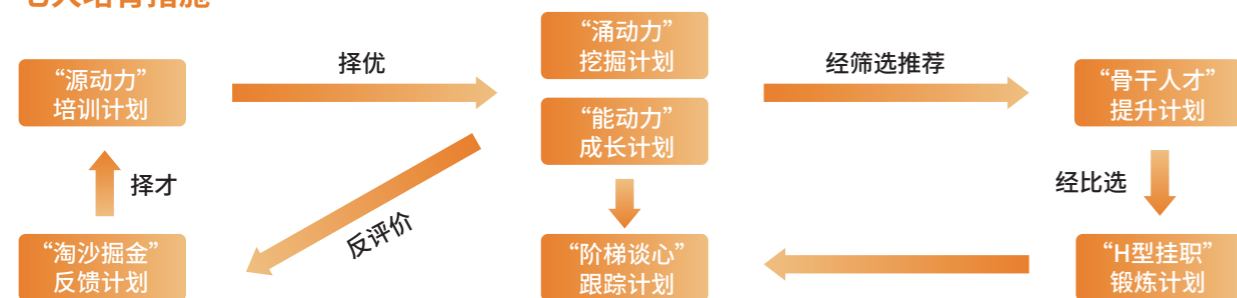 “源动力”
培训计划
择优
“涌动力”
挖掘计划
“能动力”
成长计划
经筛选推荐
“骨干人才”
提升计划
择才
反评价
经比选
“淘沙掘金”
反馈计划
“阶梯谈心”
跟踪计划
“H型挂职”
锻炼计划